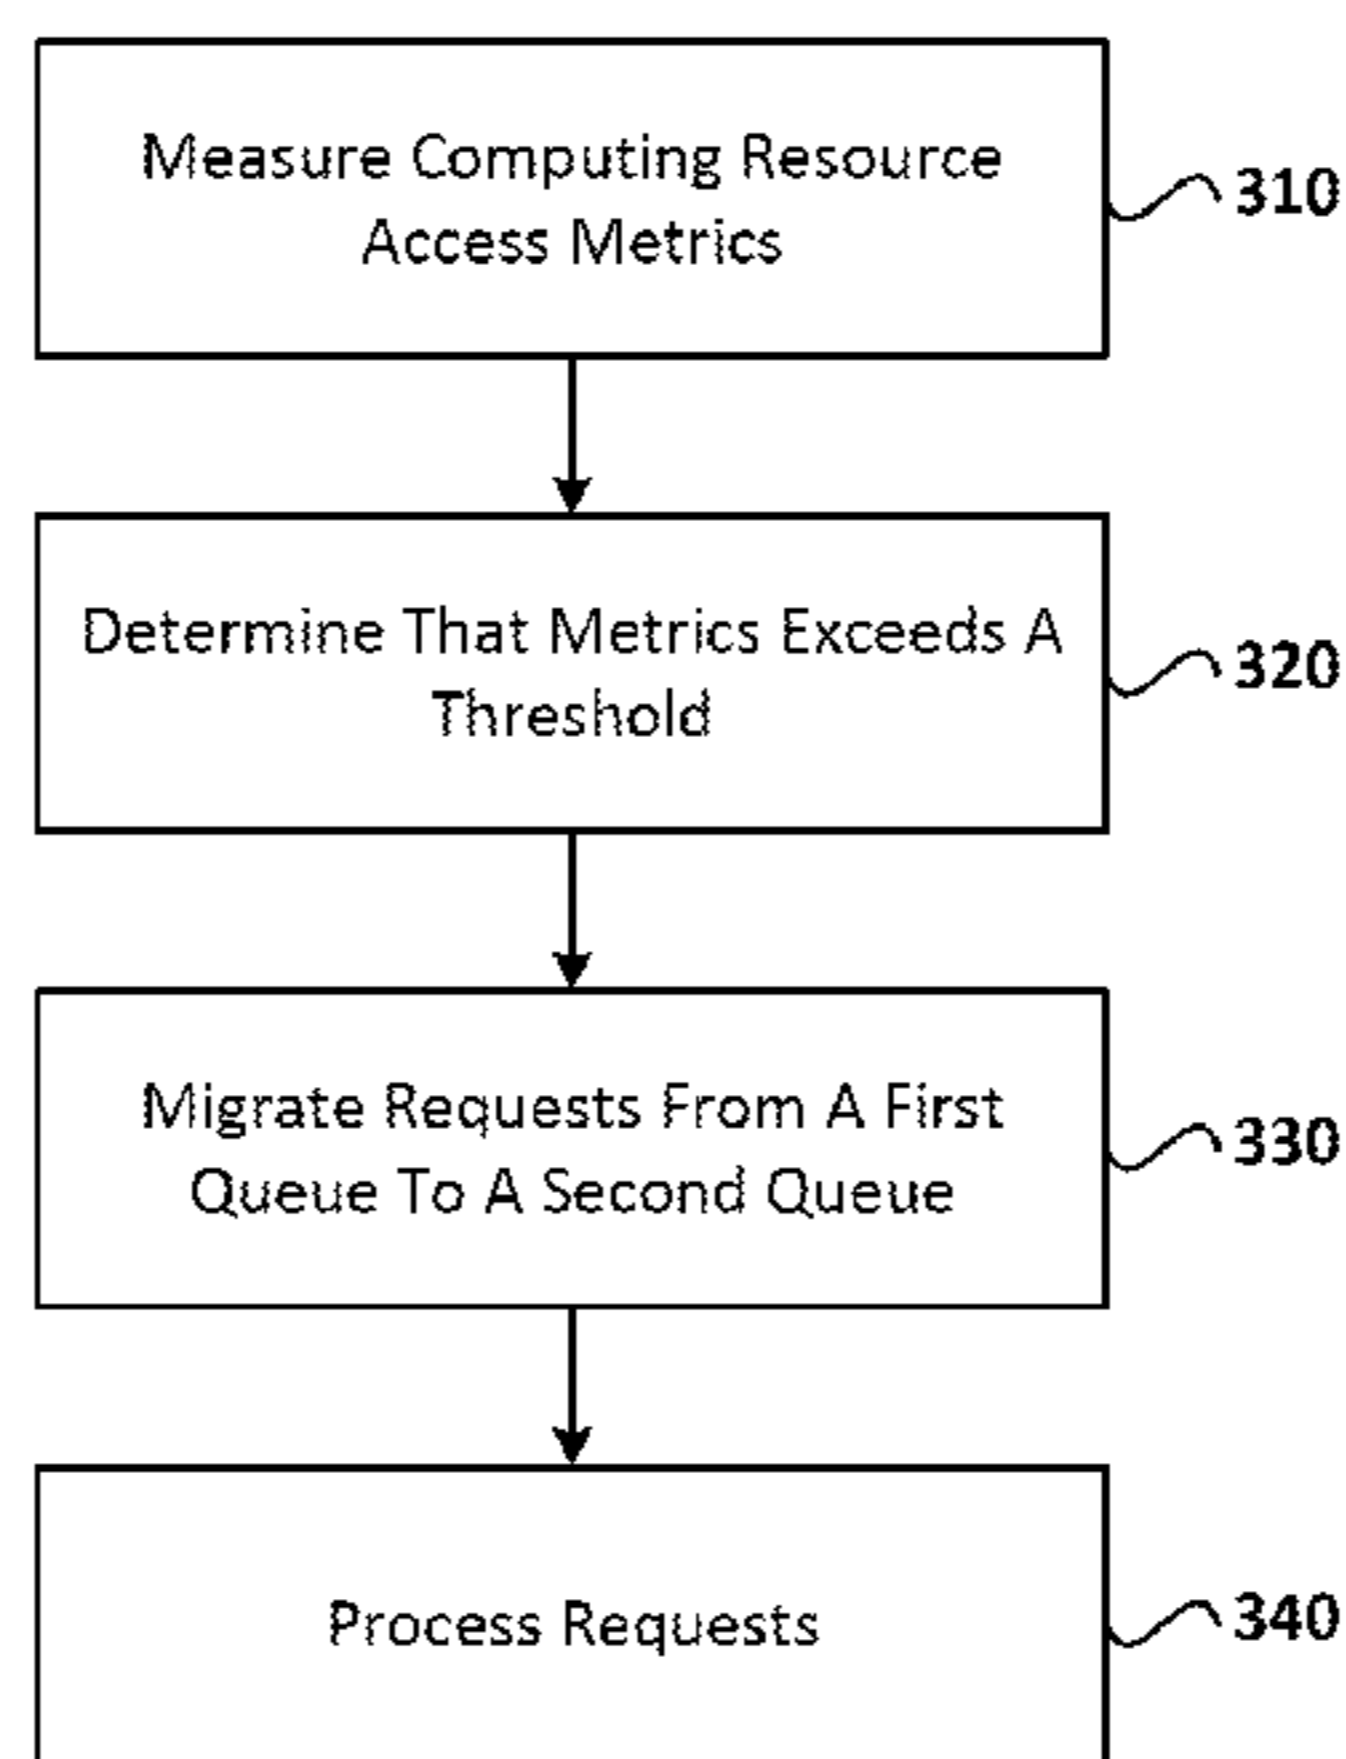 Measure Computing Resource
Access Metrics
310
Determine That Metrics Exceeds A
Threshold
320
Migrate Requests From A First
Queue To A Second Queue
330
Process Requests
340